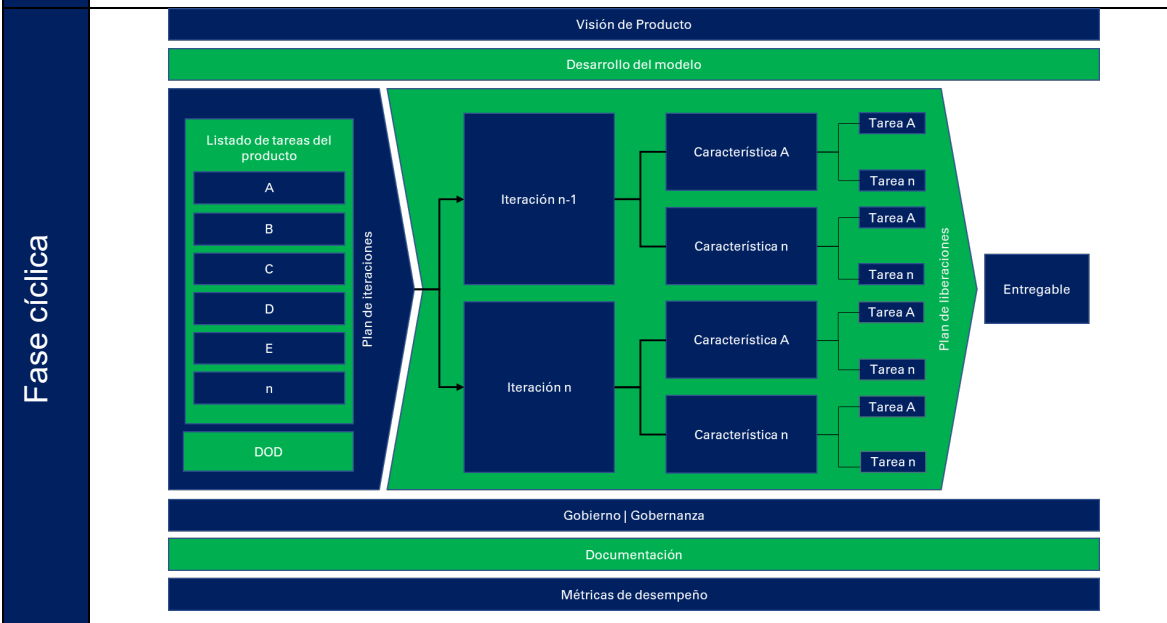 Fase cíclica
Visión de Producto
Desarrollo del modelo
Listado de tareas del
producto
A
B
C
D
E
n
DOD
Plan de iteraciones
Iteración n-1
Característica A
Tarea A
Tarea n
Característica n
Tarea A
Tarea n
Iteración n
Característica A
Tarea A
Tarea n
Característica n
Tarea A
Tarea n
Plan de liberaciones
Entregable
Gobierno | Gobernanza
Documentación
Métricas de desempeño